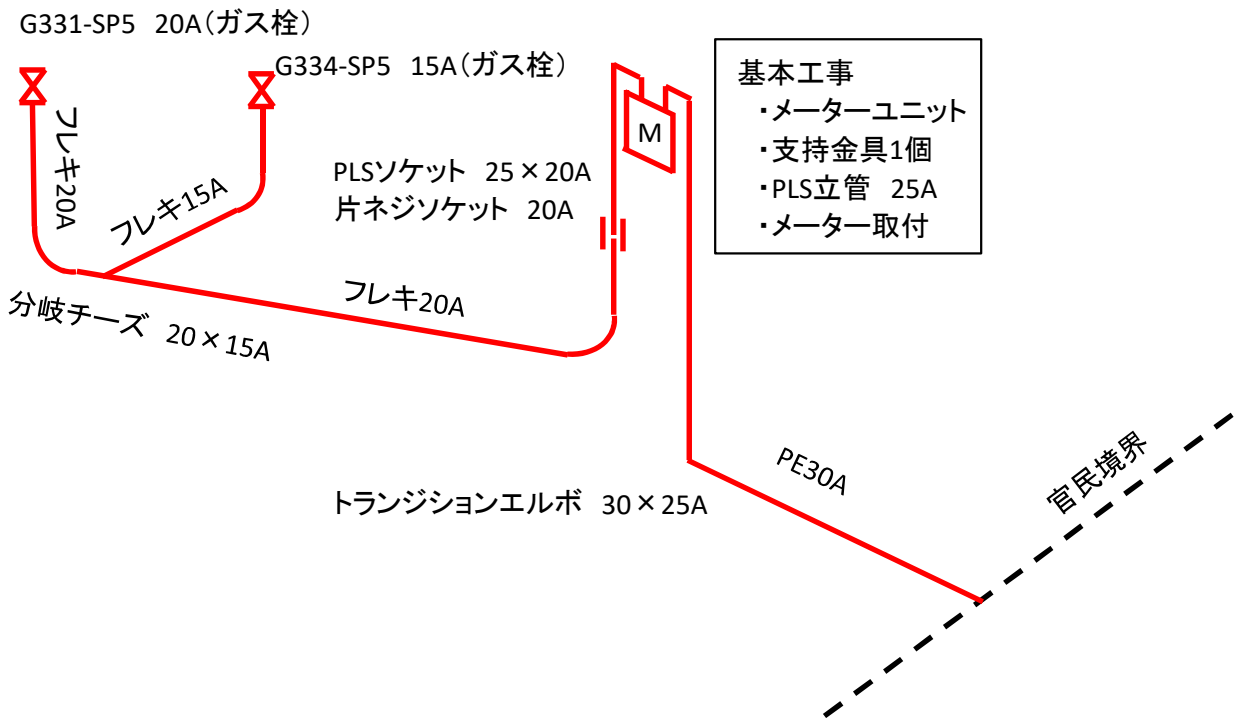 G331-SP5 20A（ガス栓）
G334-SP5 15A（ガス栓）
フレキ20A
フレキ15A
PLSソケット 25×20A
片ネジソケット 20A
M
基本工事
・メーターユニット
・支持金具1個
・PLS立管 25A
・メーター取付
分岐チーズ 20×15A
フレキ20A
トランジションエルボ 30×25A
PE30A
官民境界